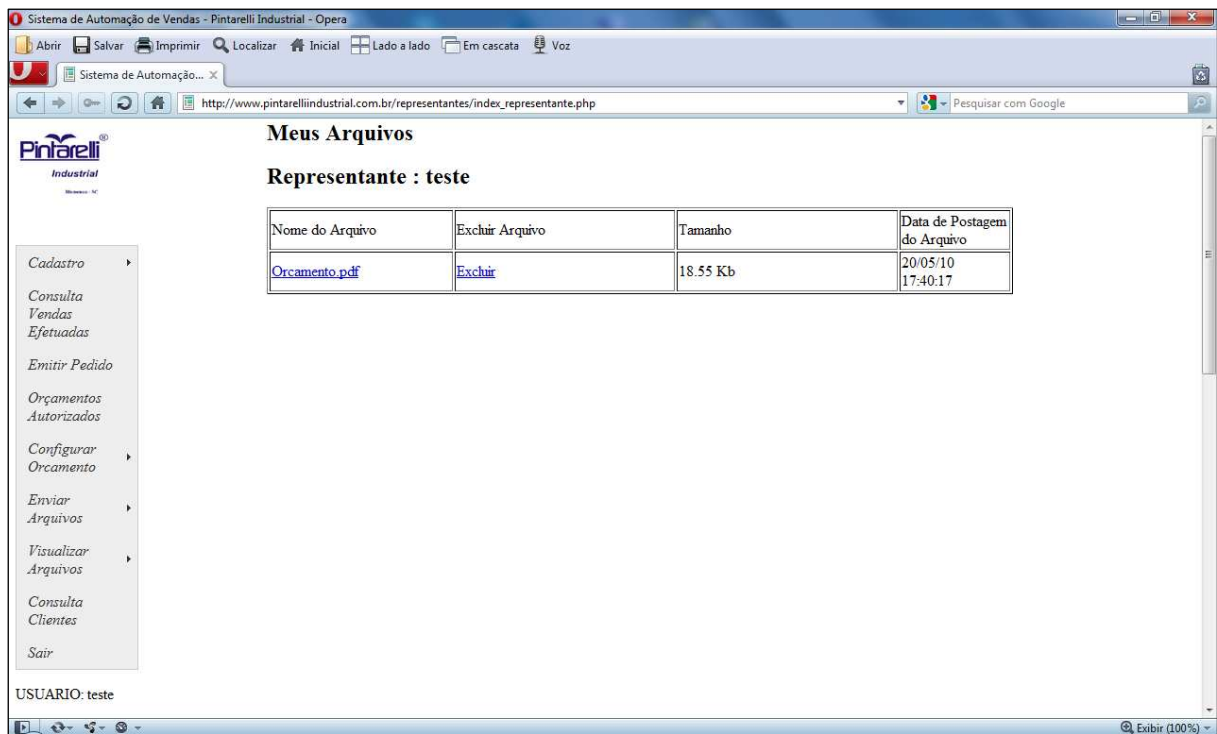 Sistema de Automação de Vendas - Pintarelli Industrial - Opera
Abrir Salvar Imprimir Localizar Inicial Lado a lado Em cascata Voz
Sistema de Automação...
http://www.pintarelliindustrial.com.br/representantes/index_representante.php
Pesquisar com Google
Pintarelli®
Industrial
Meus Arquivos
Representante : teste
Nome do Arquivo Excluir Arquivo Tamanho Data de Postagem
do Arquivo
Orcamento.pdf Excluir 18.55 Kb 20/05/10
17:40:17
Cadastro
Consulta
Vendas
Efetuadas
Emitir Pedido
Orçamentos
Autorizados
Configurar
Orcamento
Enviar
Arquivos
Visualizar
Arquivos
Consulta
Clientes
Sair
USUARIO: teste
Exibir (100%)